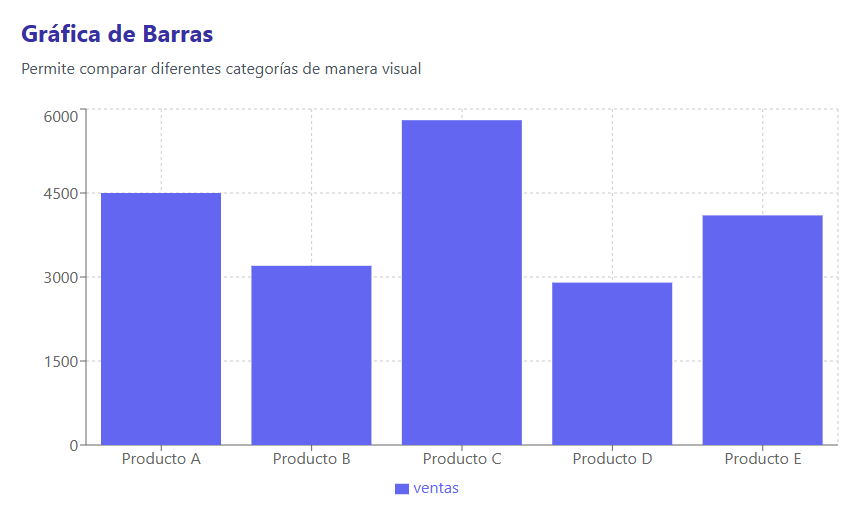 Gráfica de Barras
Permite comparar diferentes categorías de manera visual
6000
4500
3000
1500
0
Producto A
Producto B
Producto C
Producto D
Producto E
ventas